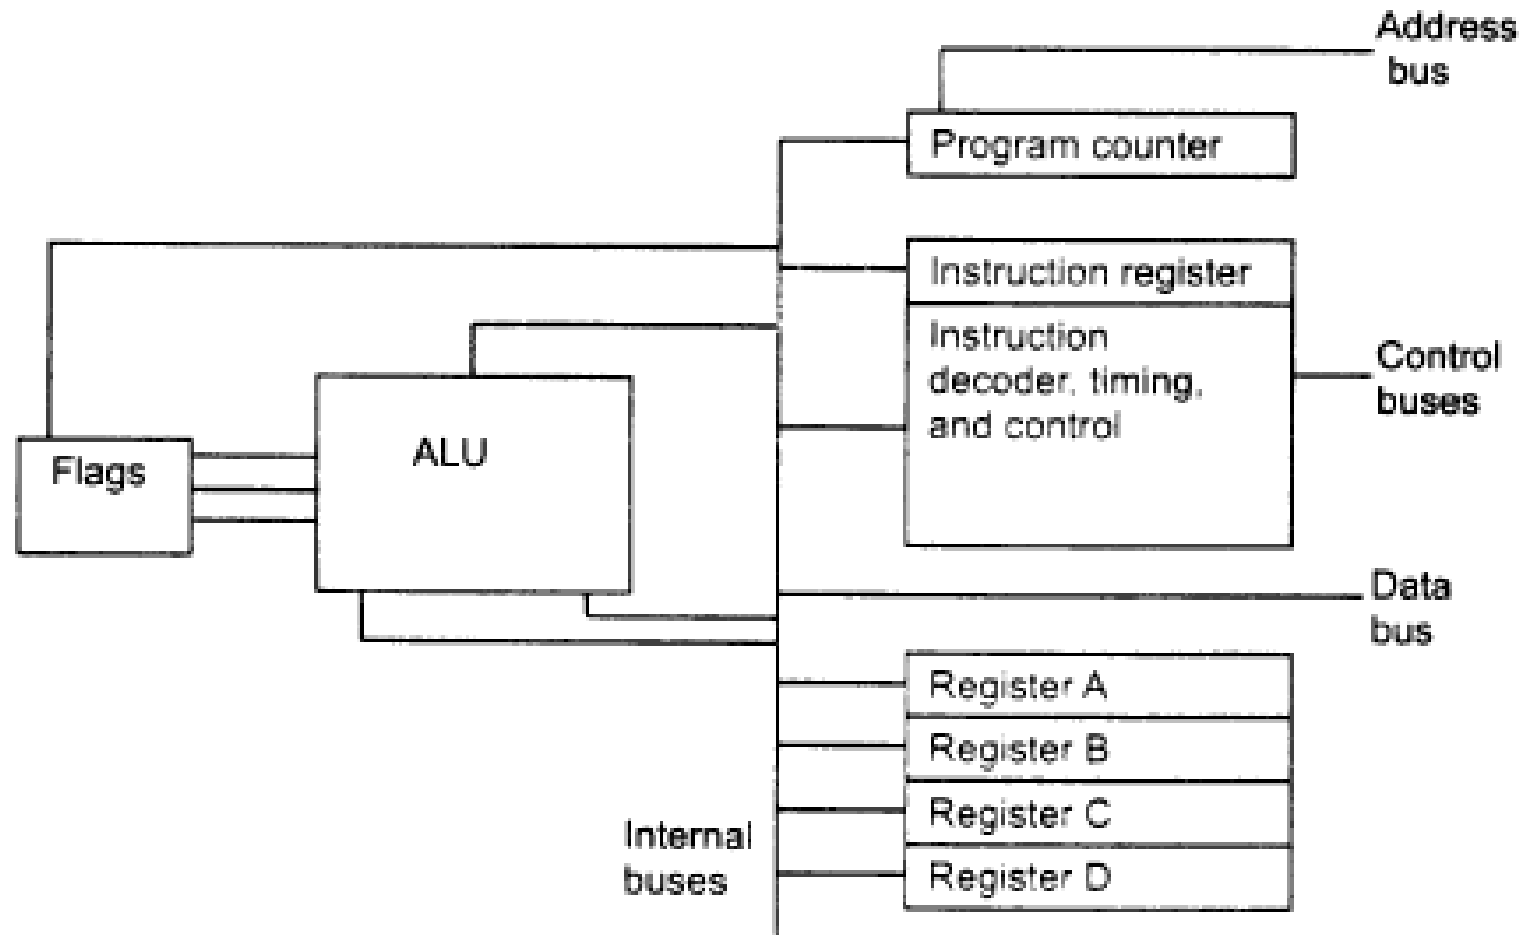 Address
bus
Program counter
Instruction register
Instruction
decoder, timing,
and control
Control
buses
Flags
ALU
Data
bus
Register A
Register B
Register C
Register D
Internal
buses